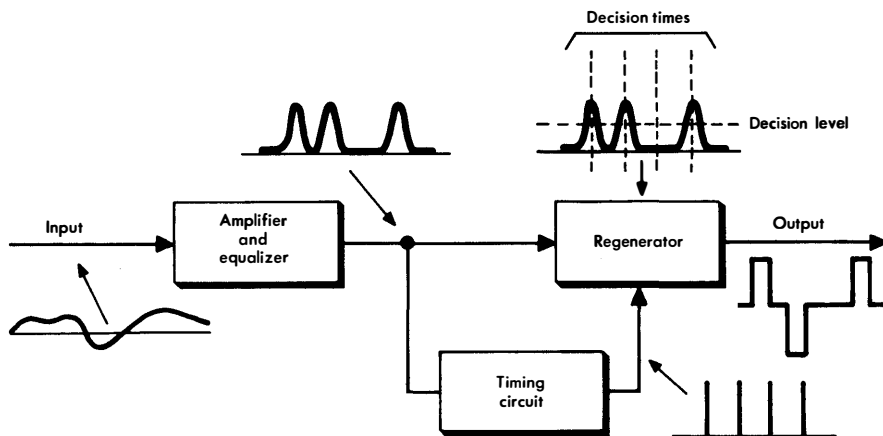 Decision times
Decision level
Input
Amplifier
and
equalizer
Regenerator
Output
Timing
circuit